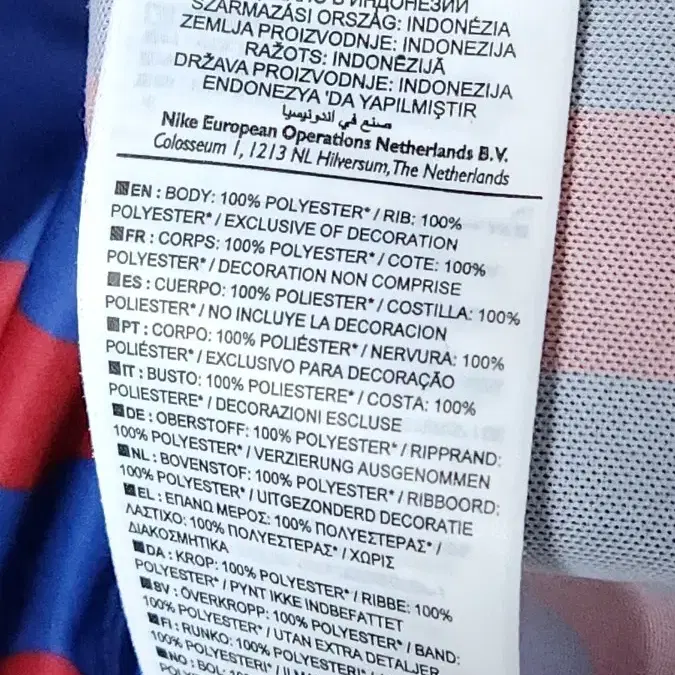 SZÁRMAZÁSI ORSZÁG: INDONÉZIA
ZEMLJA PROIZVODNJE: INDONEZIJA
RAŽOTS: INDONĒZIJĀ
DRŽAVA PROIZVODNJE: INDONEZIJA
ENDONEZYA 'DA YAPILMIŞTIR
صنع في اندونيسيا
Nike European Operations Netherlands B.V.
Colosseum 1, 1213 NL Hilversum, The Netherlands
EN : BODY: 100% POLYESTER* / RIB: 100%
POLYESTER* / EXCLUSIVE OF DECORATION
FR : CORPS: 100% POLYESTER* / COTE: 100%
POLYESTER* / DECORATION NON COMPRISE
ES : CUERPO: 100% POLIESTER* / COSTILLA: 100%
POLIESTER* / NO INCLUYE LA DECORACION
PT : CORPO: 100% POLIÉSTER* / NERVURA: 100%
POLIÉSTER* / EXCLUSIVO PARA DECORAÇÃO
IT : BUSTO: 100% POLIESTERE* / COSTA: 100%
POLIESTERE* / DECORAZIONI ESCLUSE
DE : OBERSTOFF: 100% POLYESTER* / RIPPRAND:
100% POLYESTER* / VERZIERUNG AUSGENOMMEN
NL : BOVENSTOF: 100% POLYESTER* / RIBBOORD:
100% POLYESTER* / UITGEZONDERD DECORATIE
EL : ΕΠΑΝΩ ΜΕΡΟΣ: 100% ΠΟΛΥΕΣΤΕΡΑΣ* /
ΛΑΣΤΙΧΟ: 100% ΠΟΛΥΕΣΤΕΡΑΣ* / ΧΩΡΙΣ
ΔΙΑΚΟΣΜΗΤΙΚΑ
DA : KROP: 100% POLYESTER* / RIBBE: 100%
POLYESTER* / PYNT IKKE INDBEFATTET
SV : ÖVERKROPP: 100% POLYESTER* / BAND:
100% POLYESTER* / UTAN EXTRA DETALJER
FI : RUNKO: 100% POLYESTERI*
100% POLYESTERI* /
NO : BOL: 100%